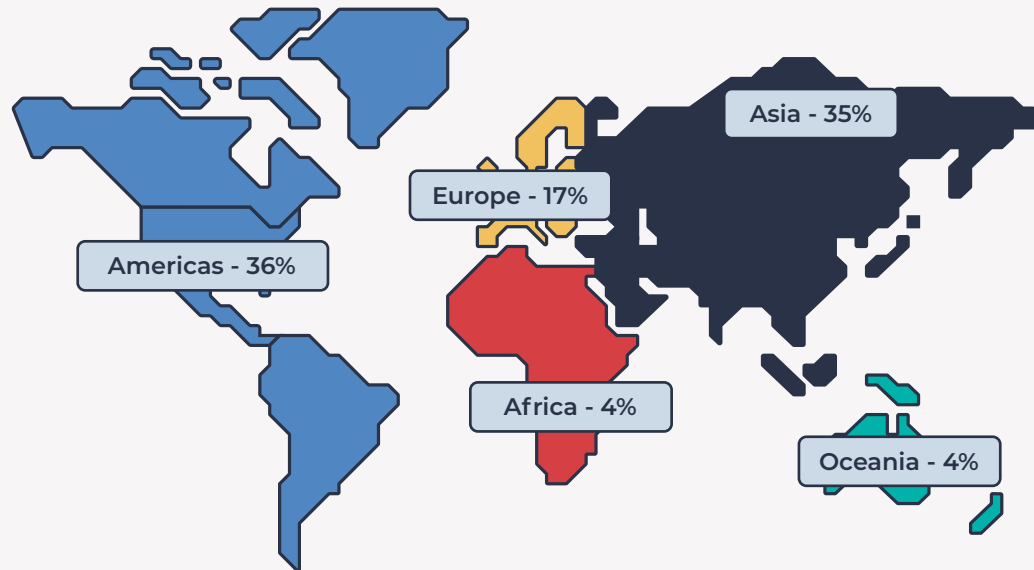 Asia - 35%
Europe - 17%
Americas - 36%
Africa - 4%
Oceania - 4%